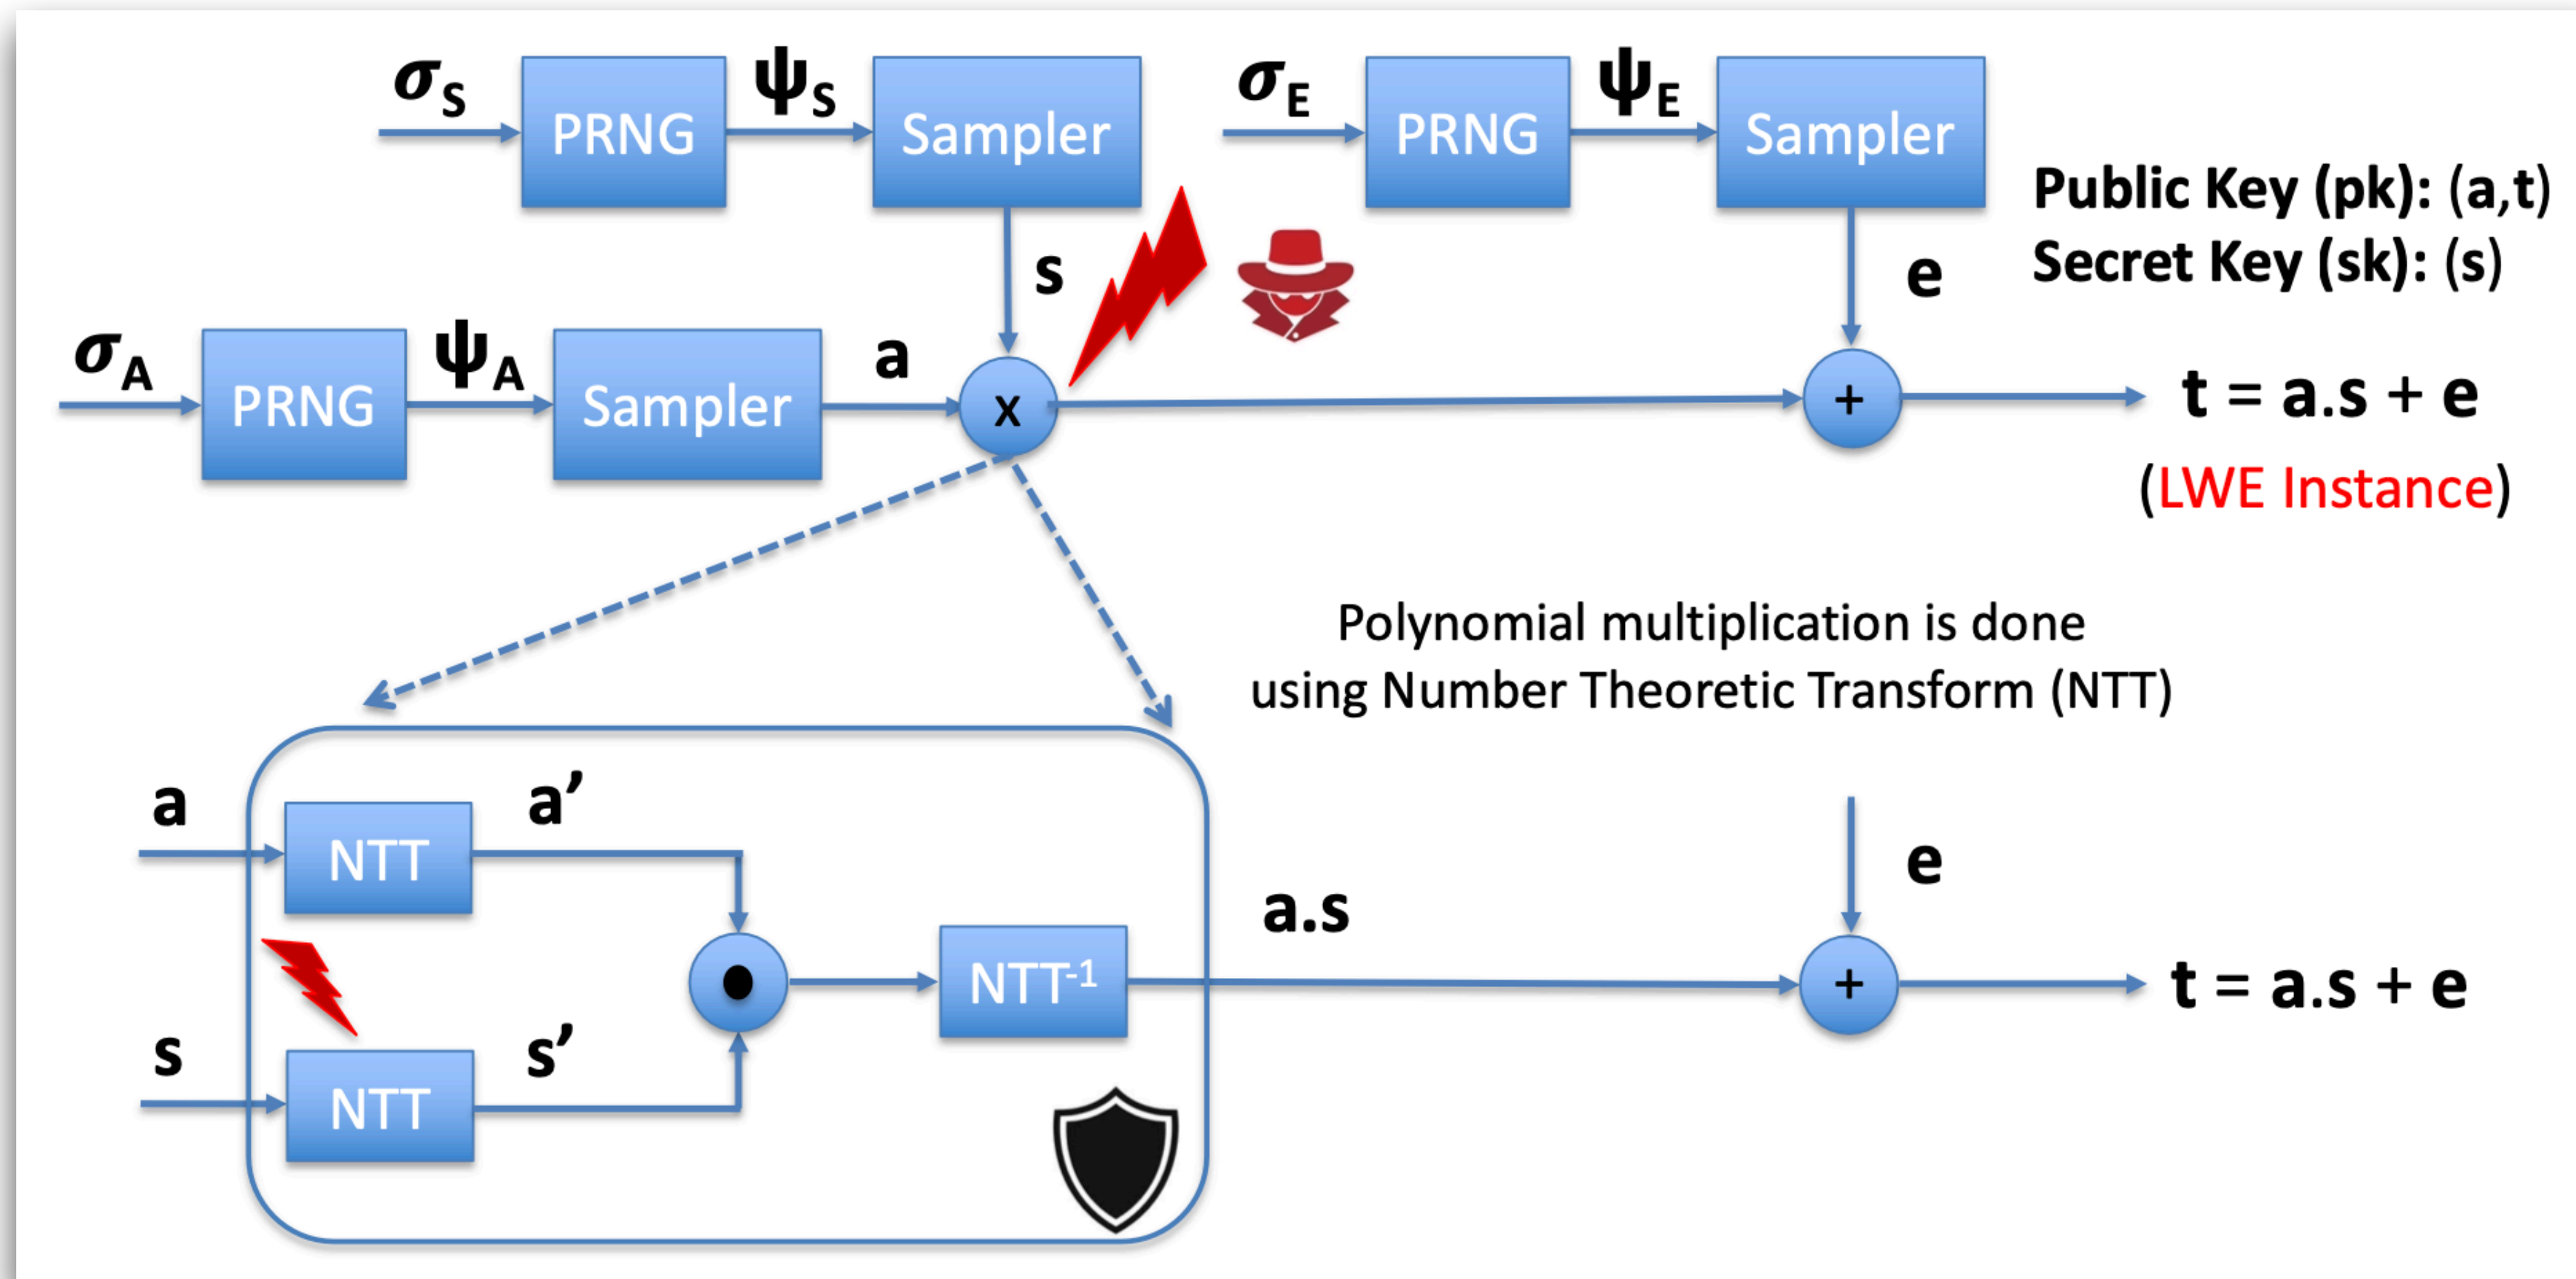 σS
PRNG
ψS
Sampler
σE
PRNG
ψE
Sampler
Public Key (pk): (a,t)
Secret Key (sk): (s)
s
e
σA
PRNG
ψA
Sampler
a
x
+
t = a.s + e
(LWE Instance)
Polynomial multiplication is done
using Number Theoretic Transform (NTT)
a
NTT
a’
e
a.s
NTT-1
+
t = a.s + e
s
NTT
s’